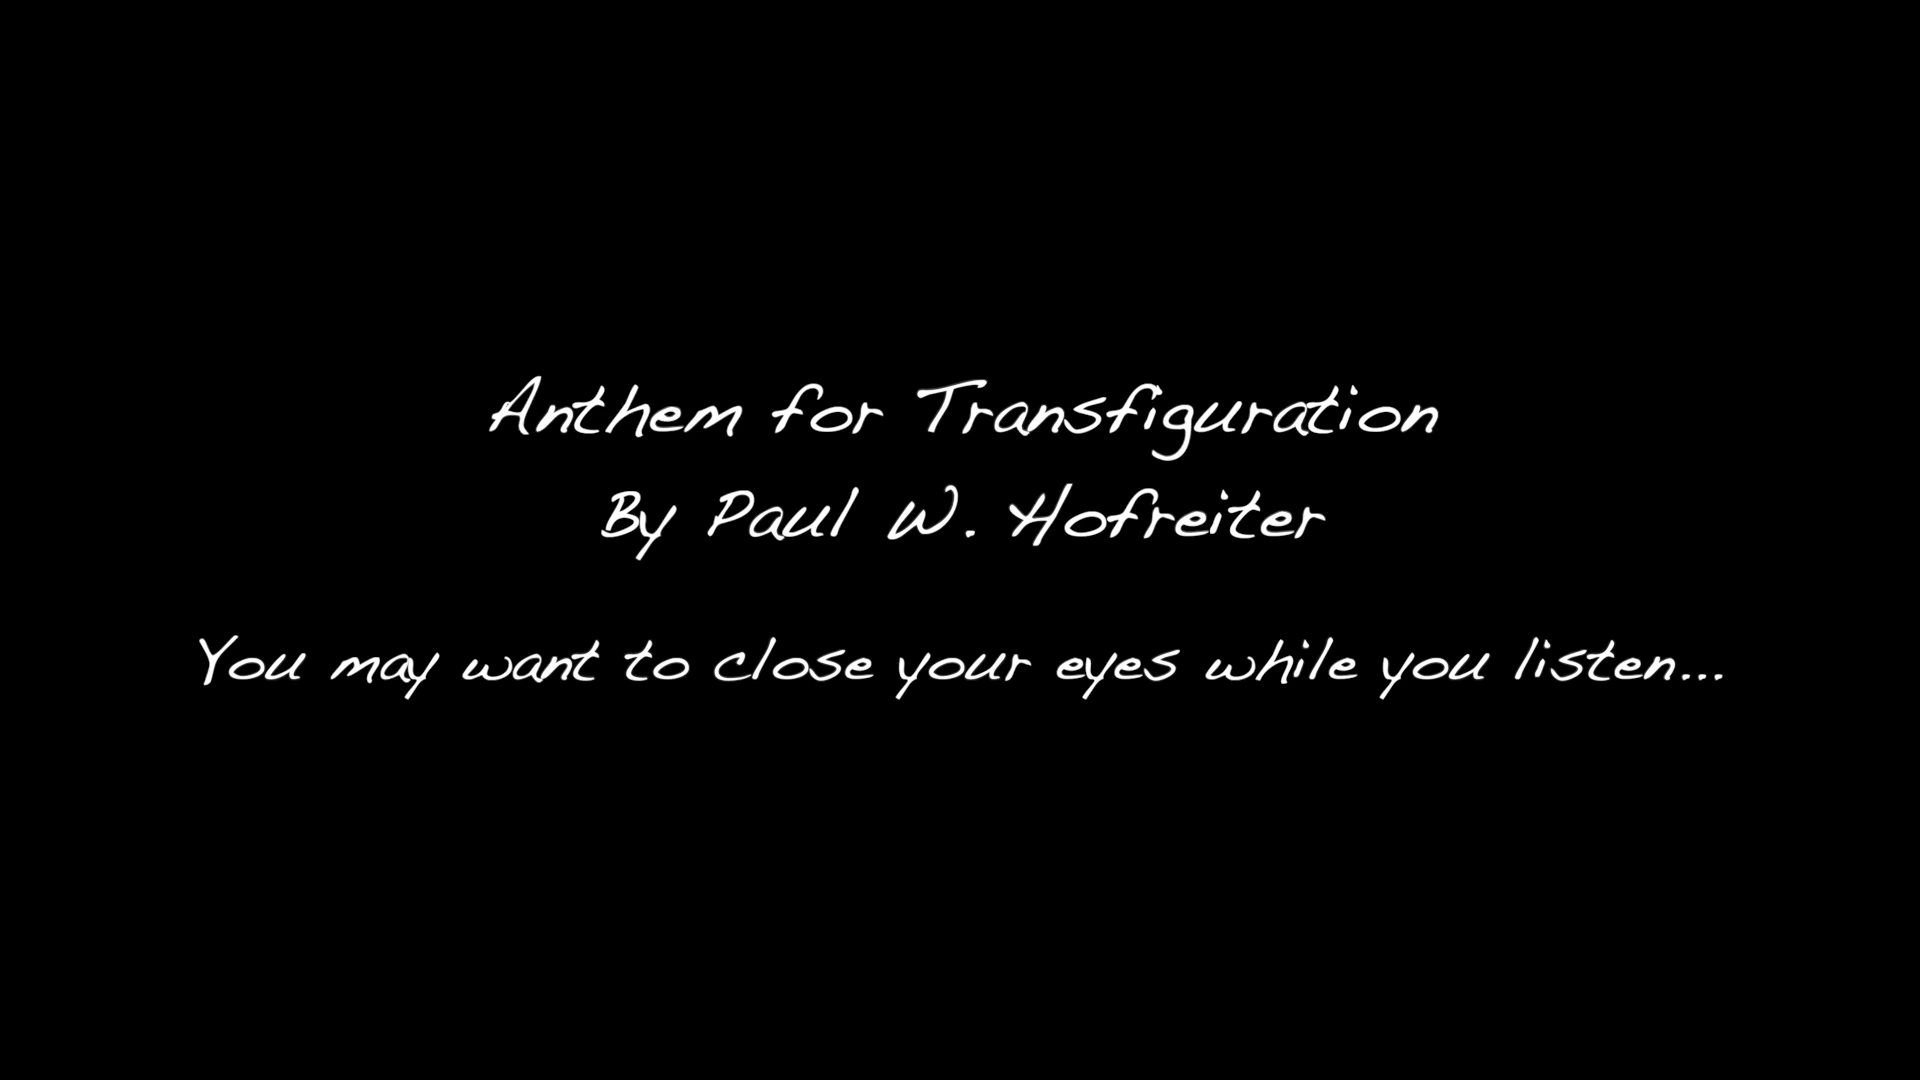 Anthem for Transfiguration
By Paul W. Hofreiter
You may want to close your eyes while you listen...